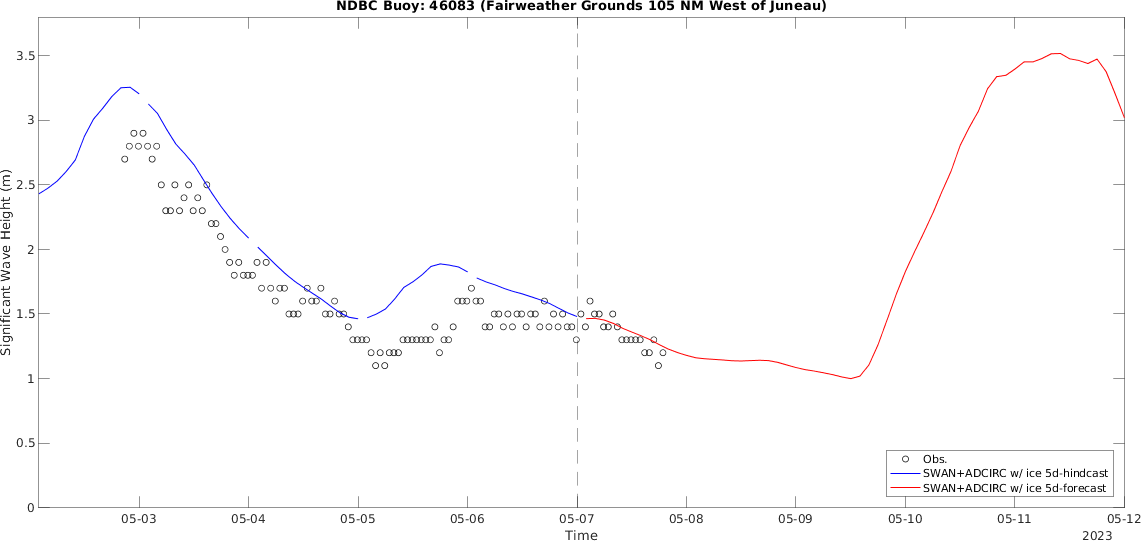 NDBC Buoy: 46083 (Fairweather Grounds 105 NM West of Juneau)
Significant Wave Height (m)
3.5
3
2.5
2
1.5
1
0.5
0
Obs.
SWAN+ADCIRC w/ ice 5d-hindcast
SWAN+ADCIRC w/ ice 5d-forecast
05-03 05-04 05-05 05-06 05-07 05-08 05-09 05-10 05-11 05-12
Time
2023